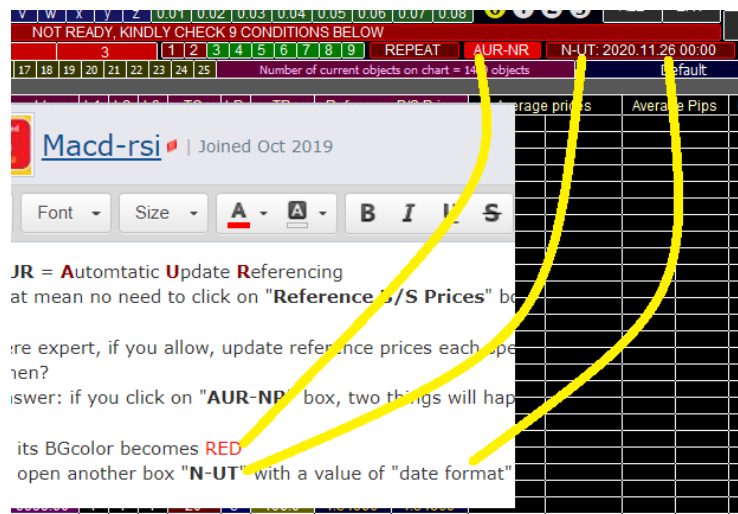 V W X Y Z 0.01 0.02 0.03 0.04 0.05 0.06 0.07 0.08
NOT READY, KINDLY CHECK 9 CONDITIONS BELOW
3 1 2 3 4 5 6 7 8 9 REPEAT AUR-NR N-UT: 2020.11.26 00:00
17 18 19 20 21 22 23 24 25 Number of current objects on chart = objects Default
prices Average Pips
Macd-rsi | Joined Oct 2019
Font Size A A B I U S
UR = Automtatic Update Referencing
at mean no need to click on "Reference B/S Prices" bo
ere expert, if you allow, update reference prices each spe
hen?
swer: if you click on "AUR-NR" box, two things will hap
its BGcolor becomes RED
open another box "N-UT" with a value of "date format"